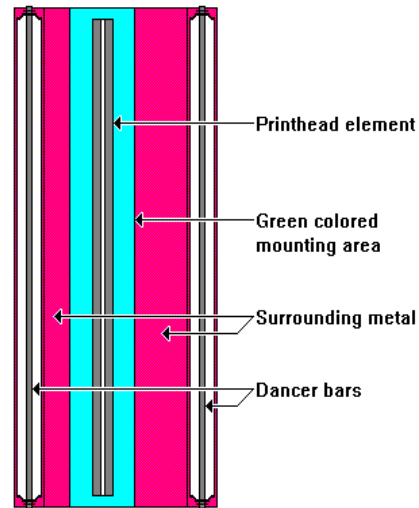 Printhead element
Green colored
mounting area
Surrounding metal
Dancer bars